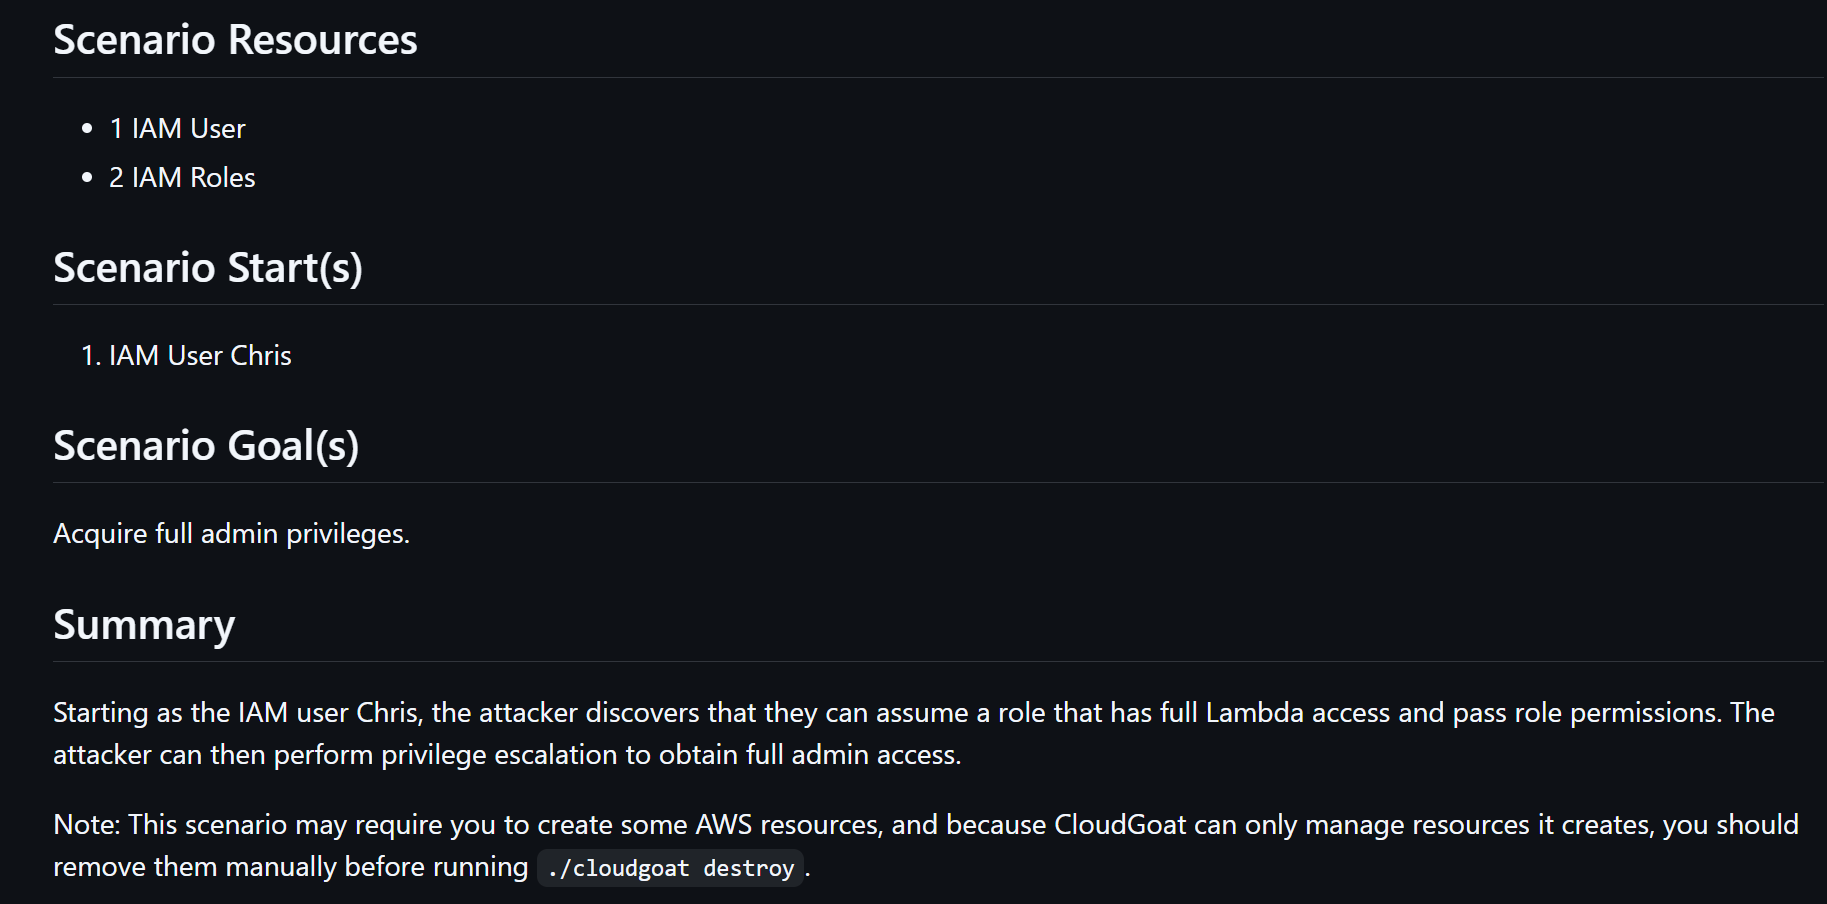 Scenario Resources
• 1 IAM User
• 2 IAM Roles
Scenario Start(s)
1. IAM User Chris
Scenario Goal(s)
Acquire full admin privileges.
Summary
Starting as the IAM user Chris, the attacker discovers that they can assume a role that has full Lambda access and pass role permissions. The
attacker can then perform privilege escalation to obtain full admin access.
Note: This scenario may require you to create some AWS resources, and because CloudGoat can only manage resources it creates, you should
remove them manually before running ./cloudgoat destroy.